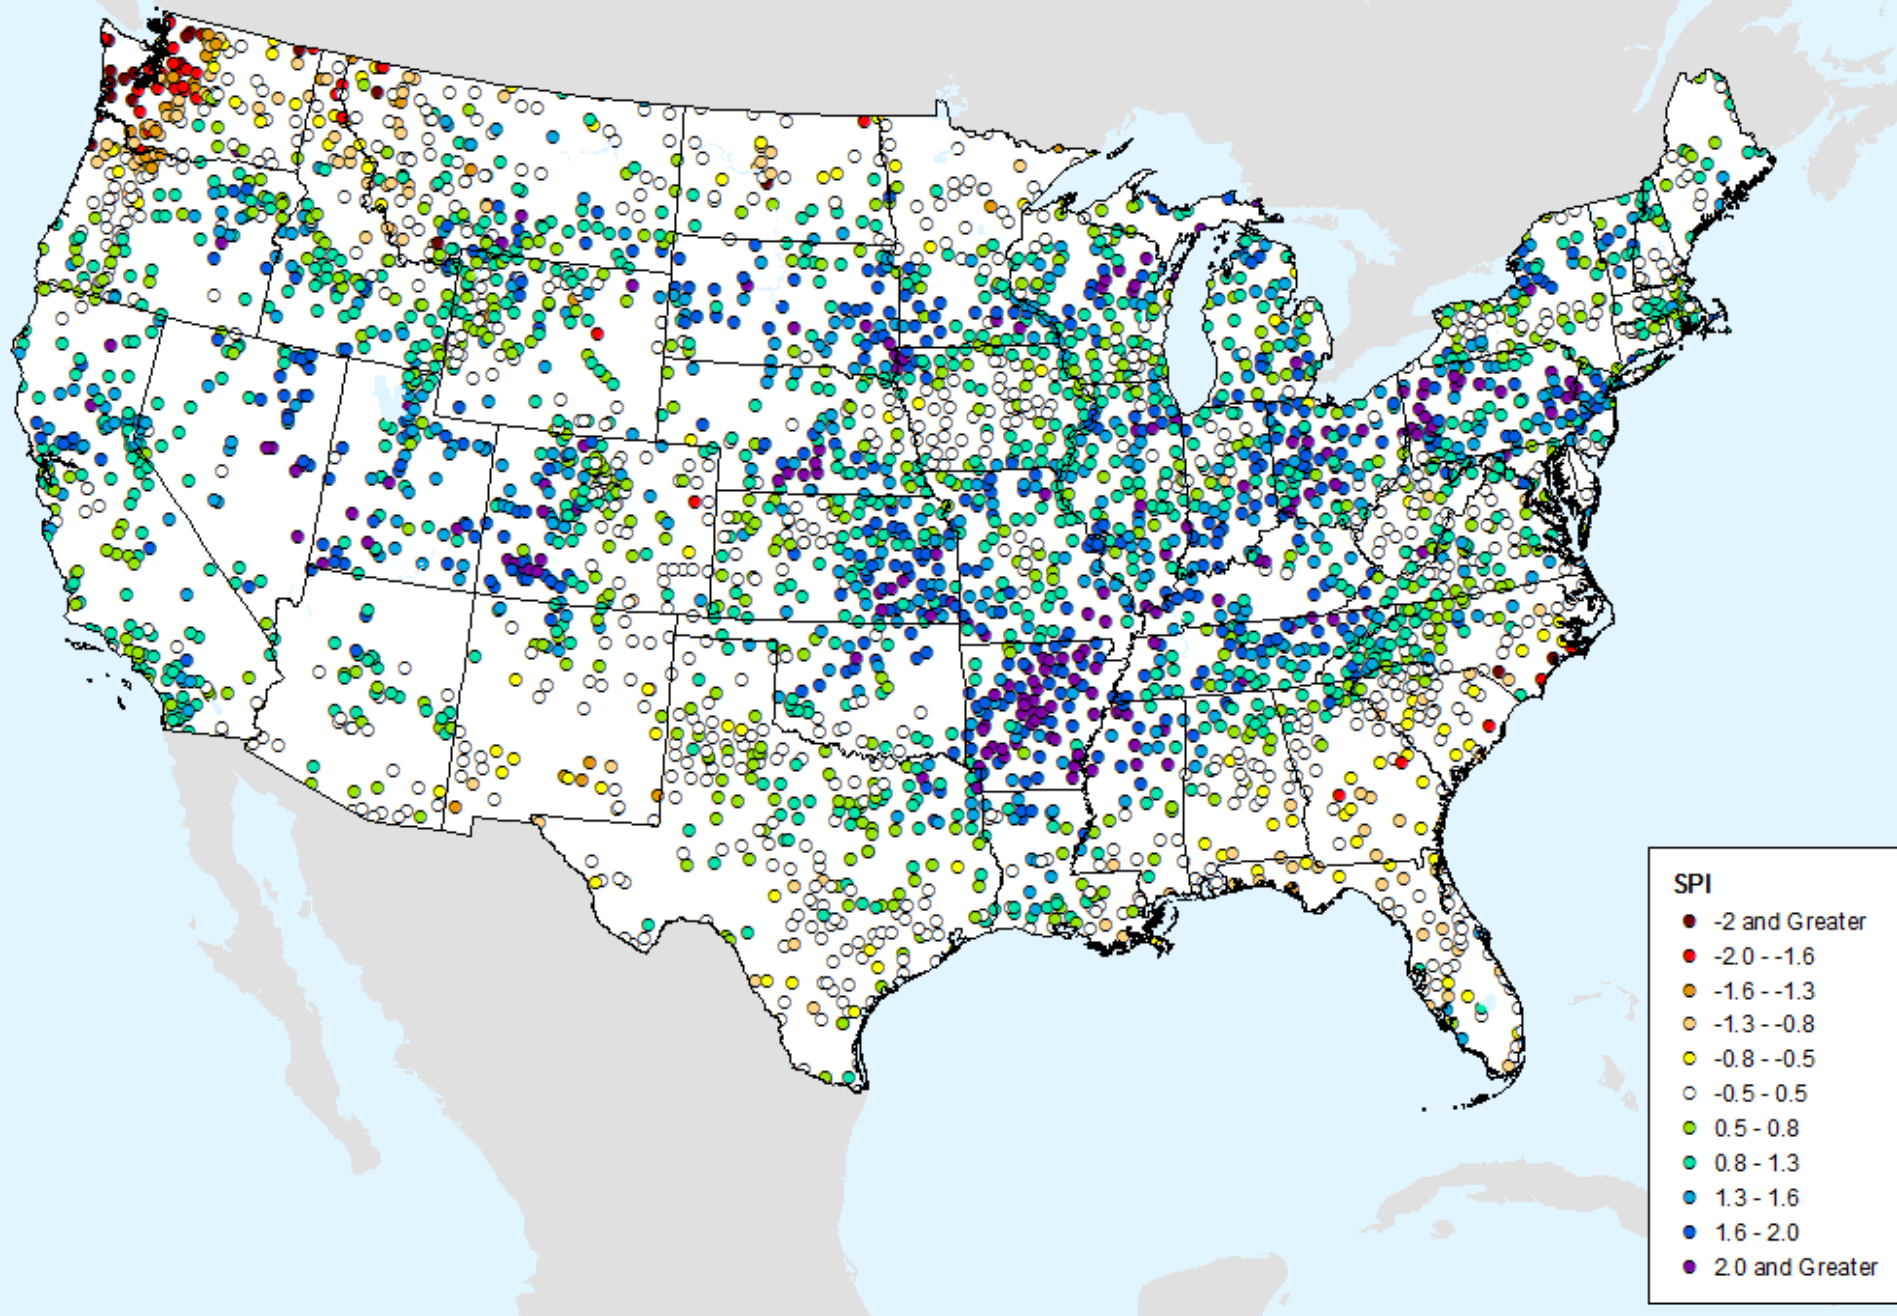 SPI
-2 and Greater
-2.0 - -1.6
-1.6 - -1.3
-1.3 - -0.8
-0.8 - -0.5
-0.5 - 0.5
0.5 - 0.8
0.8 - 1.3
1.3 - 1.6
1.6 - 2.0
2.0 and Greater